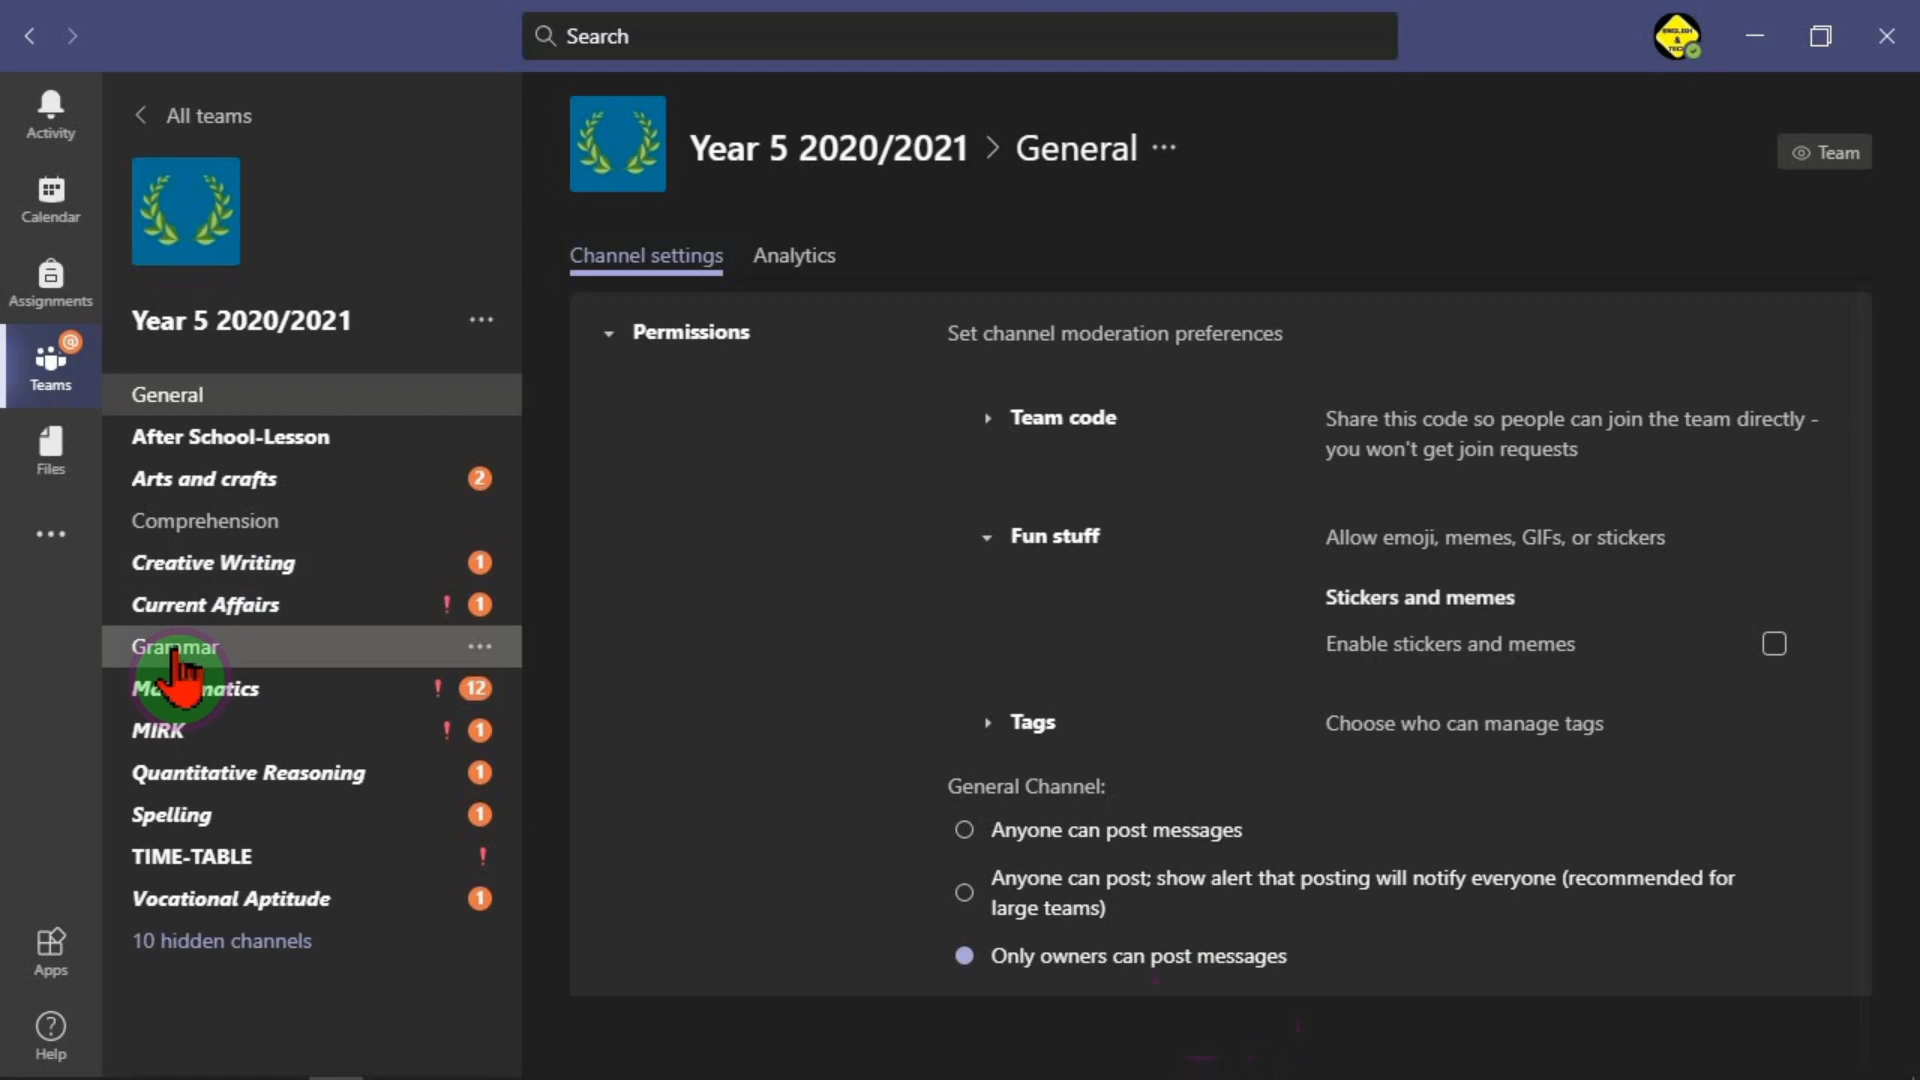 Search
Activity
Calendar
Assignments
Teams
Files
Apps
Help
All teams
Year 5 2020/2021
General
After School-Lesson
Arts and crafts 2
Comprehension
Creative Writing 1
Current Affairs ! 1
Grammar
Mathematics ! 12
MIRK ! 1
Quantitative Reasoning 1
Spelling 1
TIME-TABLE !
Vocational Aptitude 1
10 hidden channels
Year 5 2020/2021 > General ...
Team
Channel settings Analytics
Permissions Set channel moderation preferences
Team code Share this code so people can join the team directly -
you won't get join requests
Fun stuff Allow emoji, memes, GIFs, or stickers
Stickers and memes
Enable stickers and memes
Tags Choose who can manage tags
General Channel:
Anyone can post messages
Anyone can post; show alert that posting will notify everyone (recommended for
large teams)
Only owners can post messages